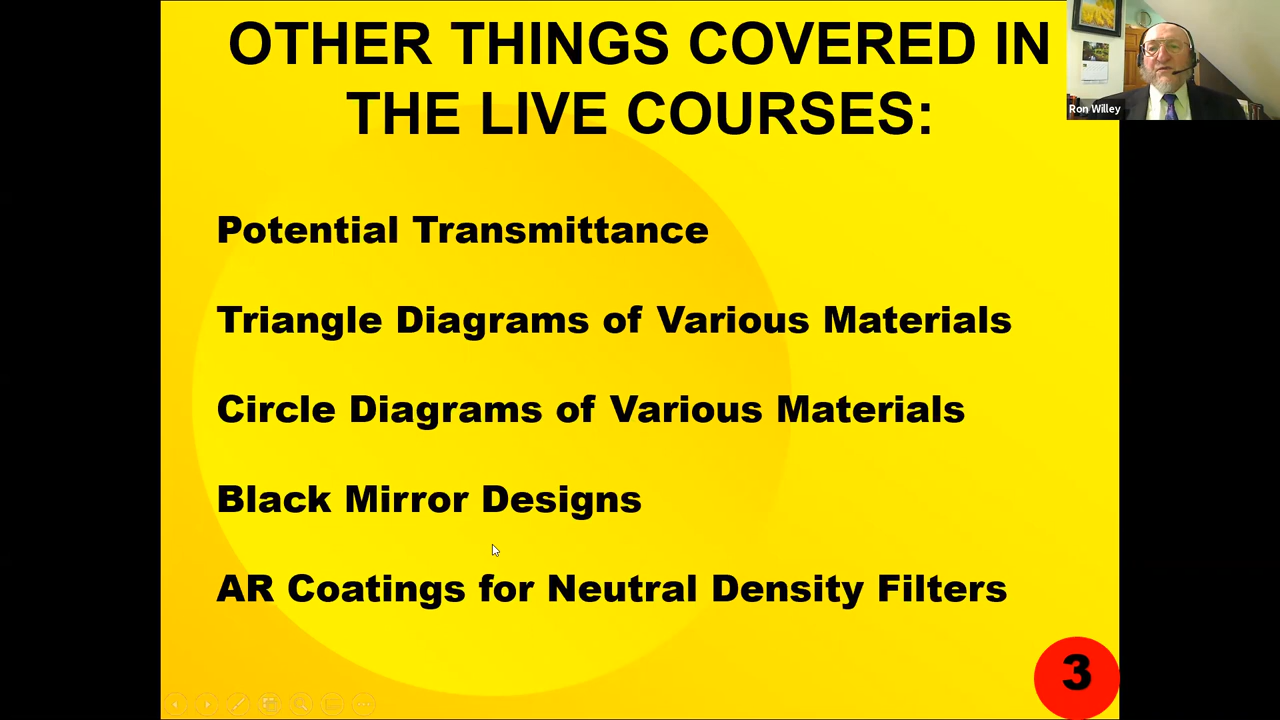 OTHER THINGS COVERED IN
THE LIVE COURSES:
Ron Willey
Potential Transmittance
Triangle Diagrams of Various Materials
Circle Diagrams of Various Materials
Black Mirror Designs
AR Coatings for Neutral Density Filters
3